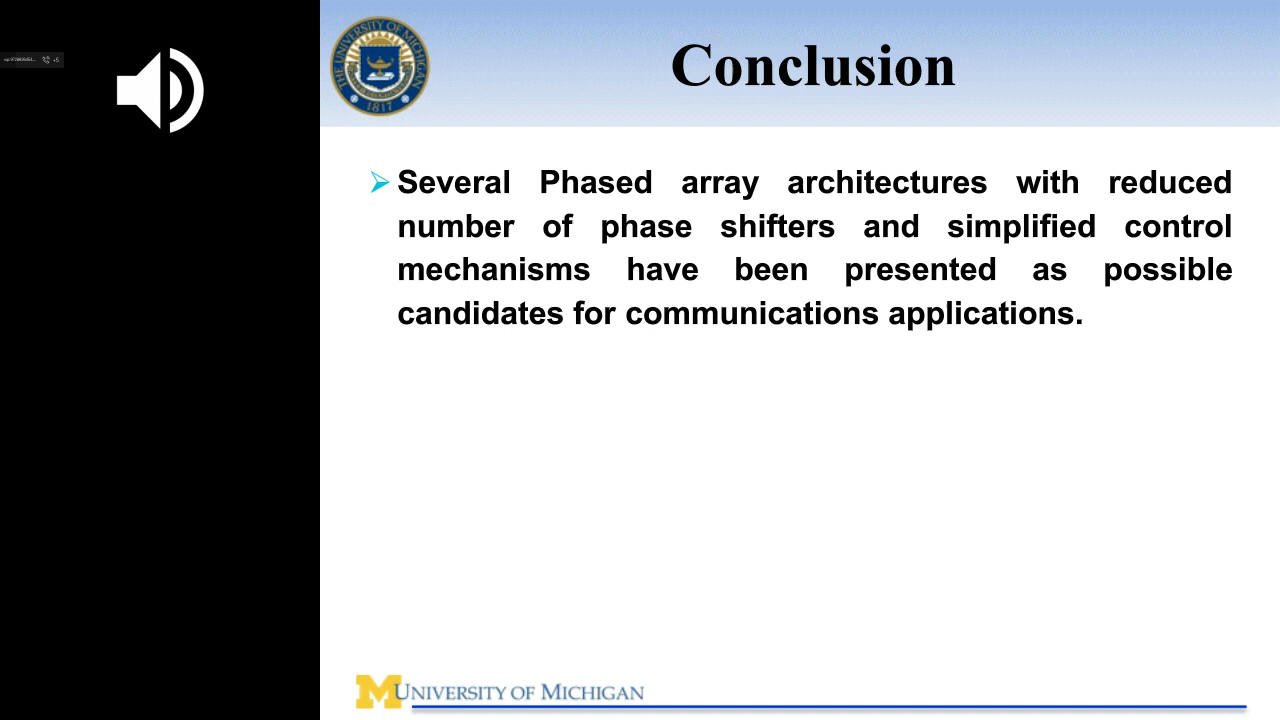 Conclusion
Several Phased array architectures with reduced
number of phase shifters and simplified control
mechanisms have been presented as possible
candidates for communications applications.
THE UNIVERSITY OF MICHIGAN
1817
M UNIVERSITY OF MICHIGAN
+5